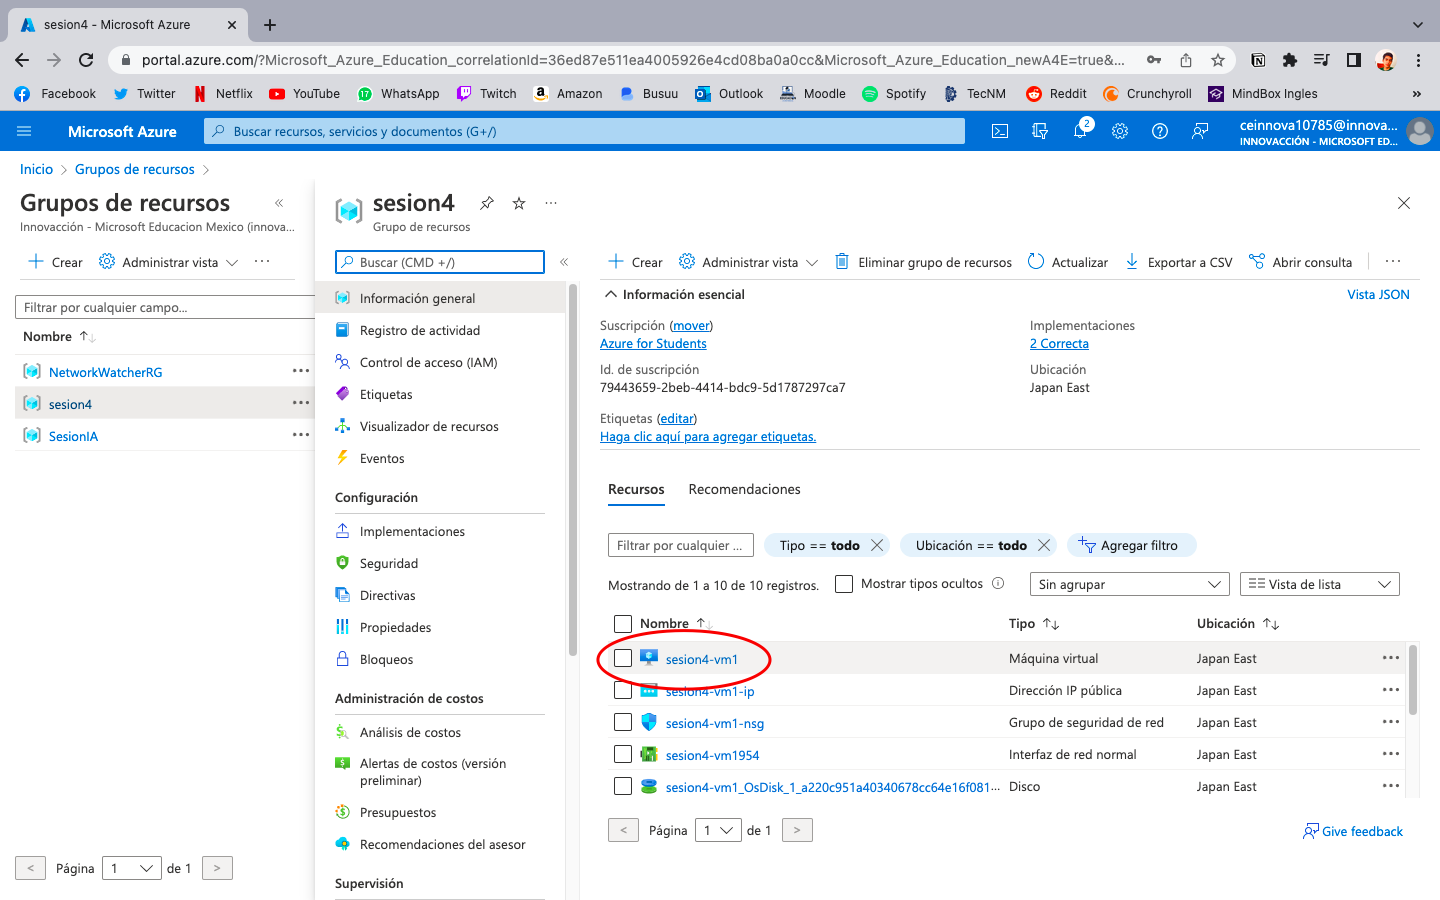 sesion4 - Microsoft Azure
portal.azure.com/?Microsoft_Azure_Education_correlationId=36ed87e511ea4005926e4cd08ba0a0cc&Microsoft_Azure_Education_newA4E=true&...
Facebook Twitter Netflix YouTube WhatsApp Twitch Amazon Busuu Outlook Moodle Spotify TecNM Reddit Crunchyroll MindBox Ingles »
Microsoft Azure
Buscar recursos, servicios y documentos (G+/)
2
ceinnova10785@innova...
INNOVACCIÓN - MICROSOFT ED...
Inicio > Grupos de recursos >
Grupos de recursos «
Innovacción - Microsoft Educacion Mexico (innova...
Crear Administrar vista ...
Filtrar por cualquier campo...
Nombre
NetworkWatcherRG
sesion4
SesionIA
< Página 1 de 1 >
sesion4 ...
Grupo de recursos
Buscar (CMD +/) «
Información general
Registro de actividad
Control de acceso (IAM)
Etiquetas
Visualizador de recursos
Eventos
Configuración
Implementaciones
Seguridad
Directivas
Propiedades
Bloqueos
Administración de costos
Análisis de costos
Alertas de costos (versión
preliminar)
Presupuestos
Recomendaciones del asesor
Supervisión
Crear Administrar vista Eliminar grupo de recursos Actualizar Exportar a CSV Abrir consulta ...
Información esencial Vista JSON
Suscripción (mover)
Azure for Students
Id. de suscripción
79443659-2beb-4414-bdc9-5d1787297ca7
Etiquetas (editar)
Haga clic aquí para agregar etiquetas.
Implementaciones
2 Correcta
Ubicación
Japan East
Recursos Recomendaciones
Filtrar por cualquier ... Tipo == todo Ubicación == todo Agregar filtro
Mostrando de 1 a 10 de 10 registros. Mostrar tipos ocultos Sin agrupar Vista de lista
Nombre Tipo Ubicación
sesion4-vm1 Máquina virtual Japan East
sesion4-vm1-ip Dirección IP pública Japan East
sesion4-vm1-nsg Grupo de seguridad de red Japan East
sesion4-vm1954 Interfaz de red normal Japan East
sesion4-vm1_OsDisk_1_a220c951a40340678cc64e16f081... Disco Japan East
< Página 1 de 1 > Give feedback